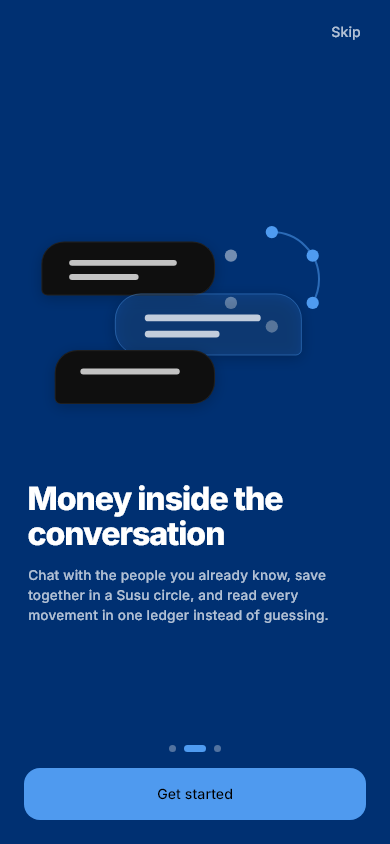 Skip
Money inside the
conversation
Chat with the people you already know, save
together in a Susu circle, and read every
movement in one ledger instead of guessing.
Get started